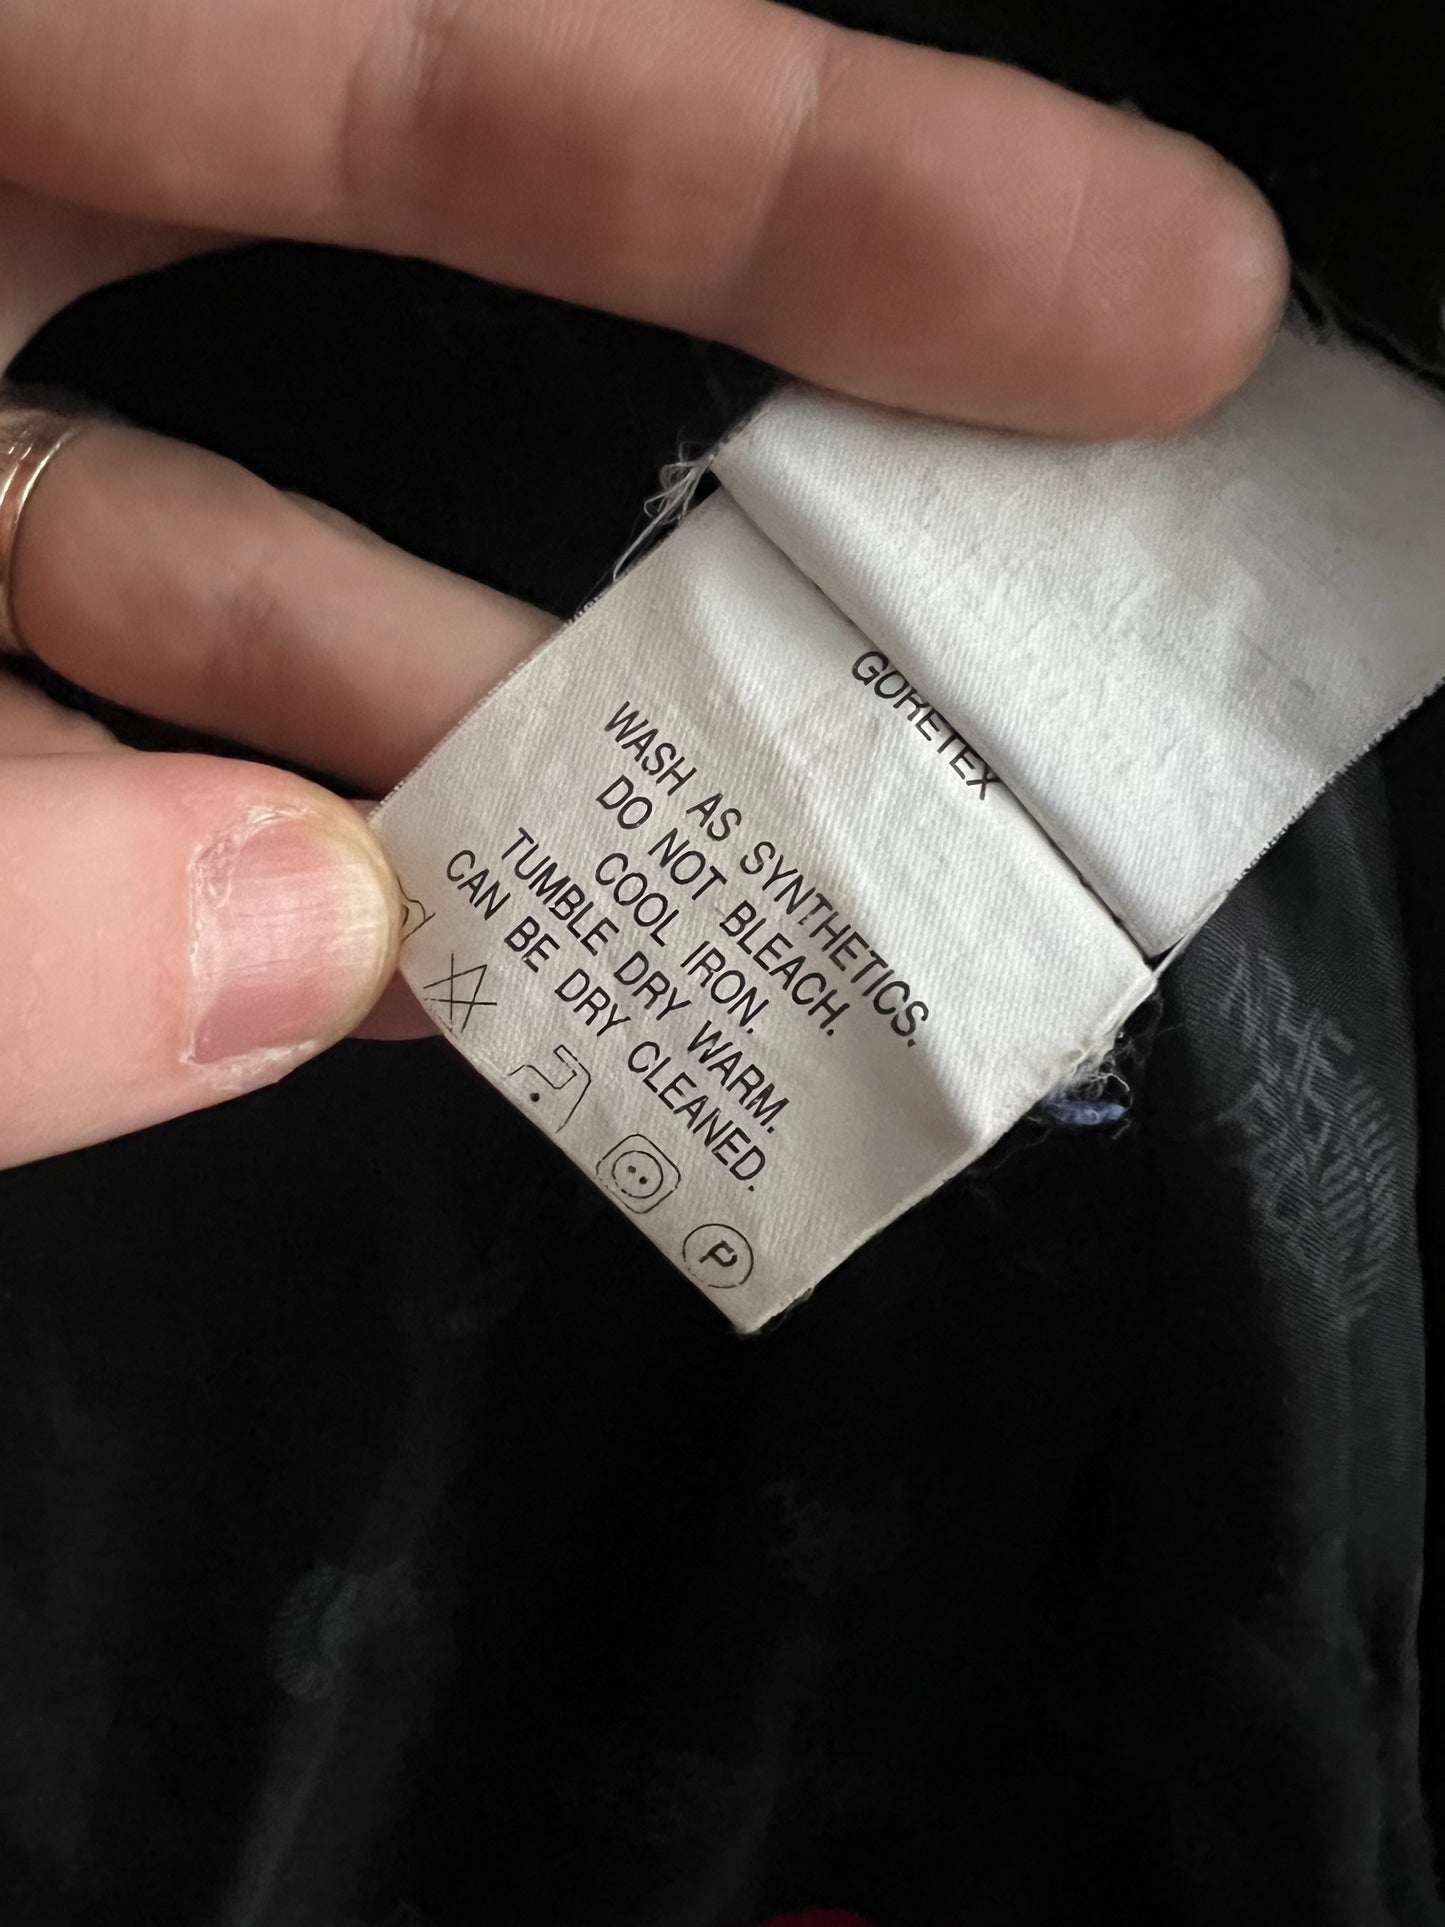 GORETEX
WASH AS SYNTHETICS.
DO NOT BLEACH.
COOL IRON.
TUMBLE DRY WARM.
CAN BE DRY CLEANED.
P